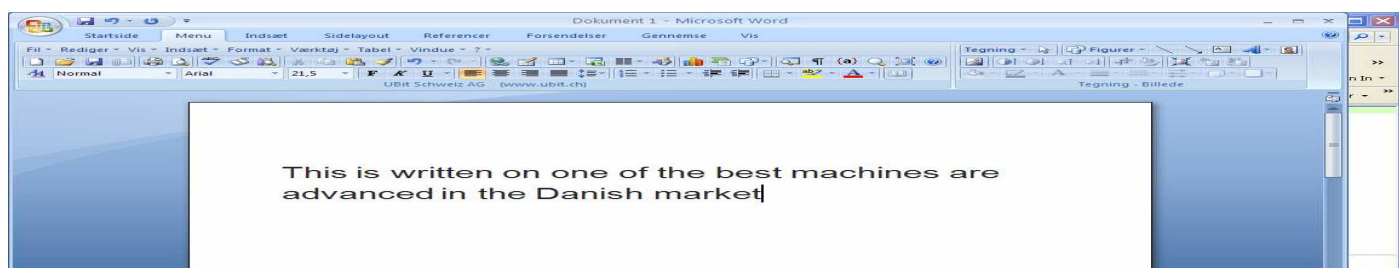 Dokument 1 - Microsoft Word
Startside Menu Indsæt Sidelayout Referencer Forsendelser Gennemse Vis
Fil Rediger Vis Indsæt Format Værktøj Tabel Vindue ? Tegning Figurer
Normal Arial 21,5 F K U
UBit Schweiz AG (www.ubit.ch) Tegning - Billede
n In
This is written on one of the best machines are
advanced in the Danish market